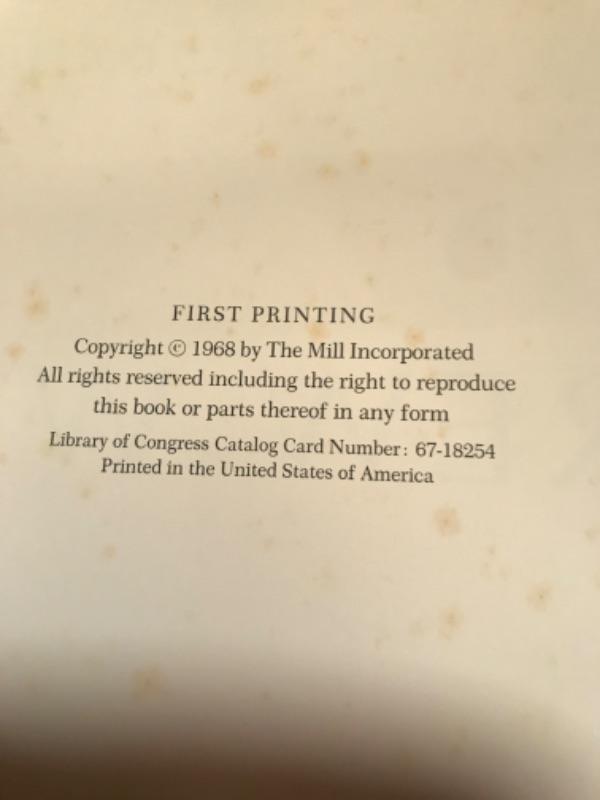 FIRST PRINTING
Copyright © 1968 by The Mill Incorporated
All rights reserved including the right to reproduce
this book or parts thereof in any form
Library of Congress Catalog Card Number: 67-18254
Printed in the United States of America